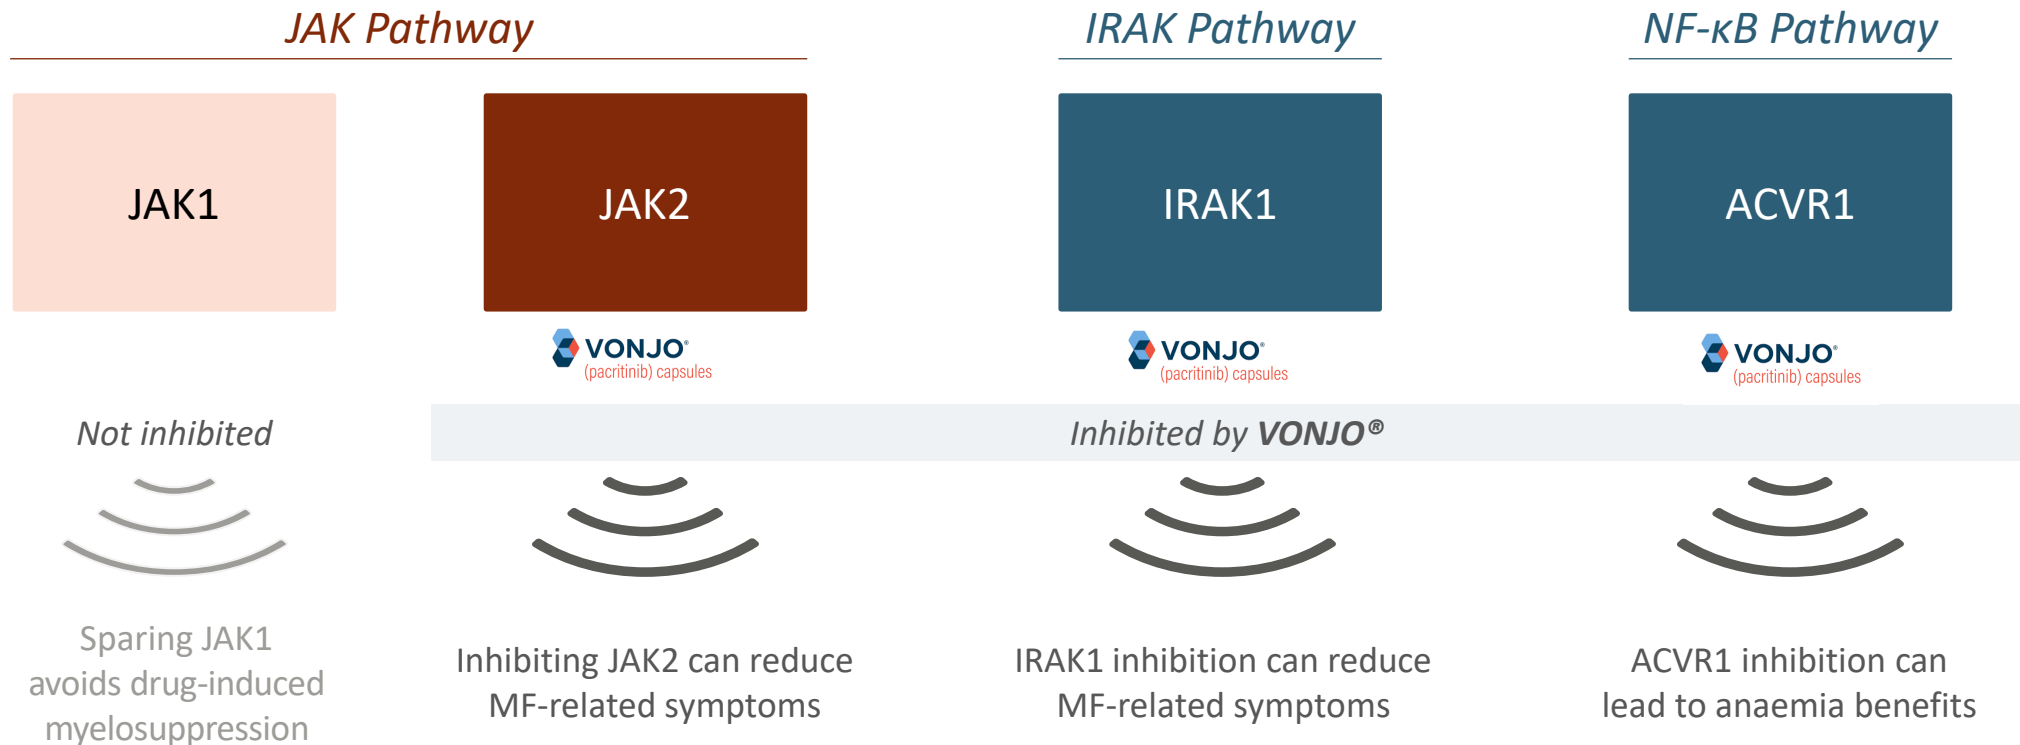 JAK Pathway
IRAK Pathway
NF-κB Pathway
JAK1
JAK2
IRAK1
ACVR1
VONJO®
(pacritinib) capsules
VONJO®
(pacritinib) capsules
VONJO®
(pacritinib) capsules
Not inhibited
Inhibited by VONJO®
Sparing JAK1
avoids drug-induced
myelosuppression
Inhibiting JAK2 can reduce
MF-related symptoms
IRAK1 inhibition can reduce
MF-related symptoms
ACVR1 inhibition can
lead to anaemia benefits